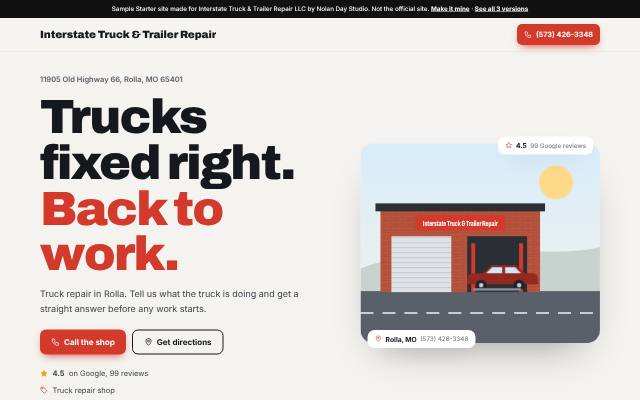 Sample Starter site made for Interstate Truck & Trailer Repair LLC by Nolan Day Studio. Not the official site. Make it mine · See all 3 versions
Interstate Truck & Trailer Repair
(573) 426-3348
11905 Old Highway 66, Rolla, MO 65401
Trucks
fixed right.
Back to
work.
Truck repair in Rolla. Tell us what the truck is doing and get a
straight answer before any work starts.
Call the shop
Get directions
4.5 on Google, 99 reviews
Truck repair shop
4.5 99 Google reviews
Interstate Truck & Trailer Repair
Rolla, MO (573) 426-3348